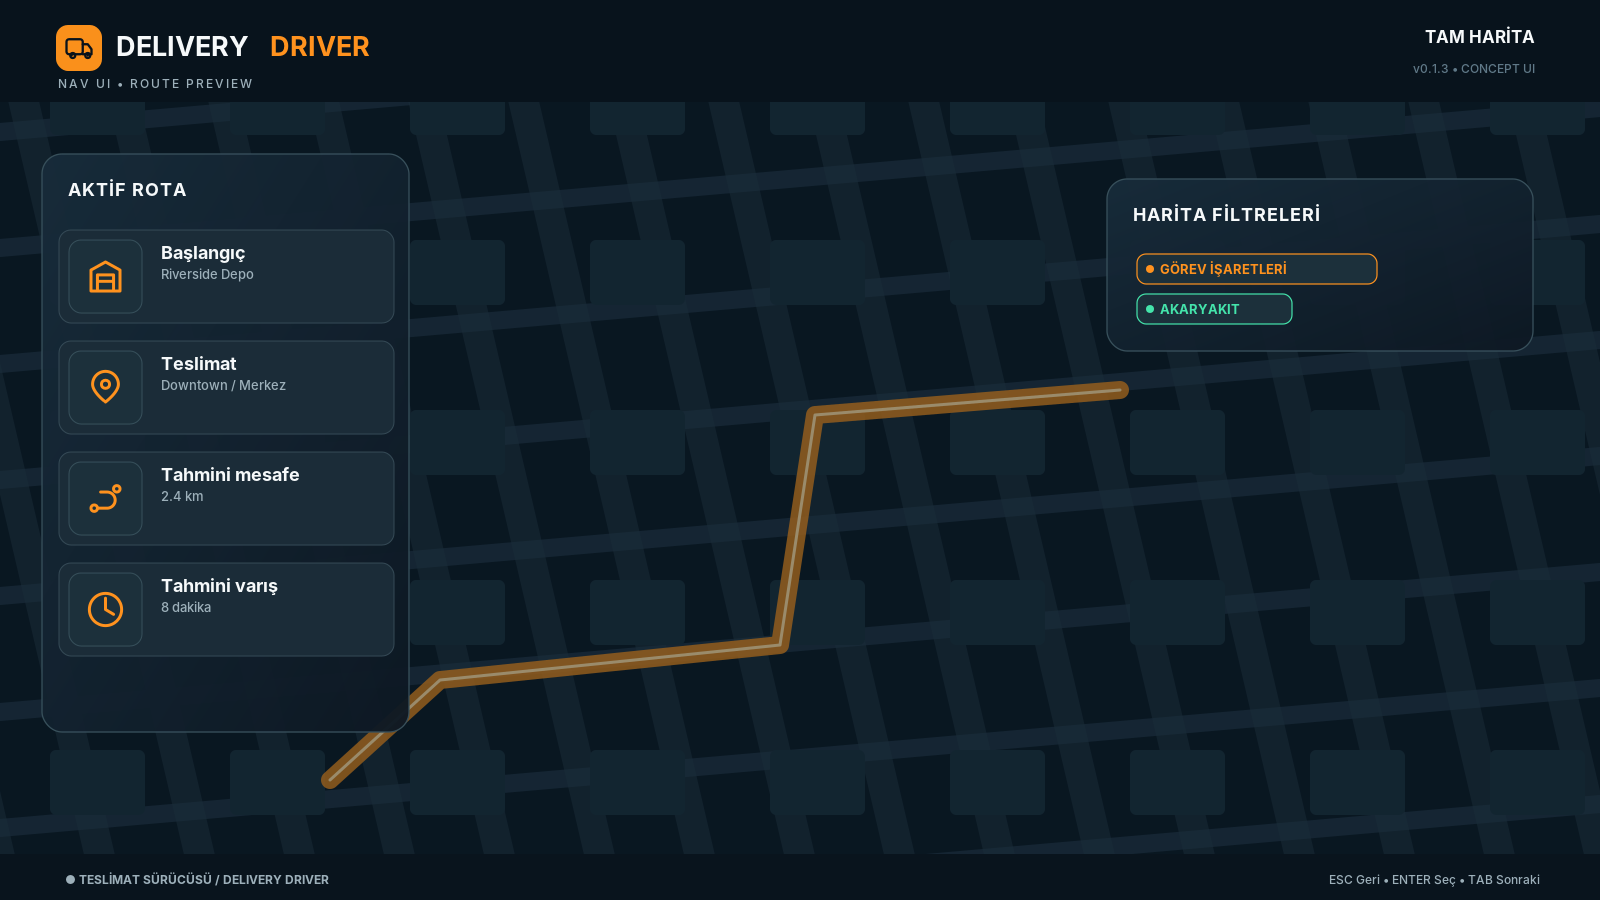 DELIVERY DRIVER
NAV UI • ROUTE PREVIEW
TAM HARİTA
v0.1.3 • CONCEPT UI
AKTİF ROTA
Başlangıç
Riverside Depo
Teslimat
Downtown / Merkez
Tahmini mesafe
2.4 km
Tahmini varış
8 dakika
HARİTA FİLTRELERİ
GÖREV İŞARETLERİ
AKARYAKIT
TESLİMAT SÜRÜCÜSÜ / DELIVERY DRIVER
ESC Geri • ENTER Seç • TAB Sonraki